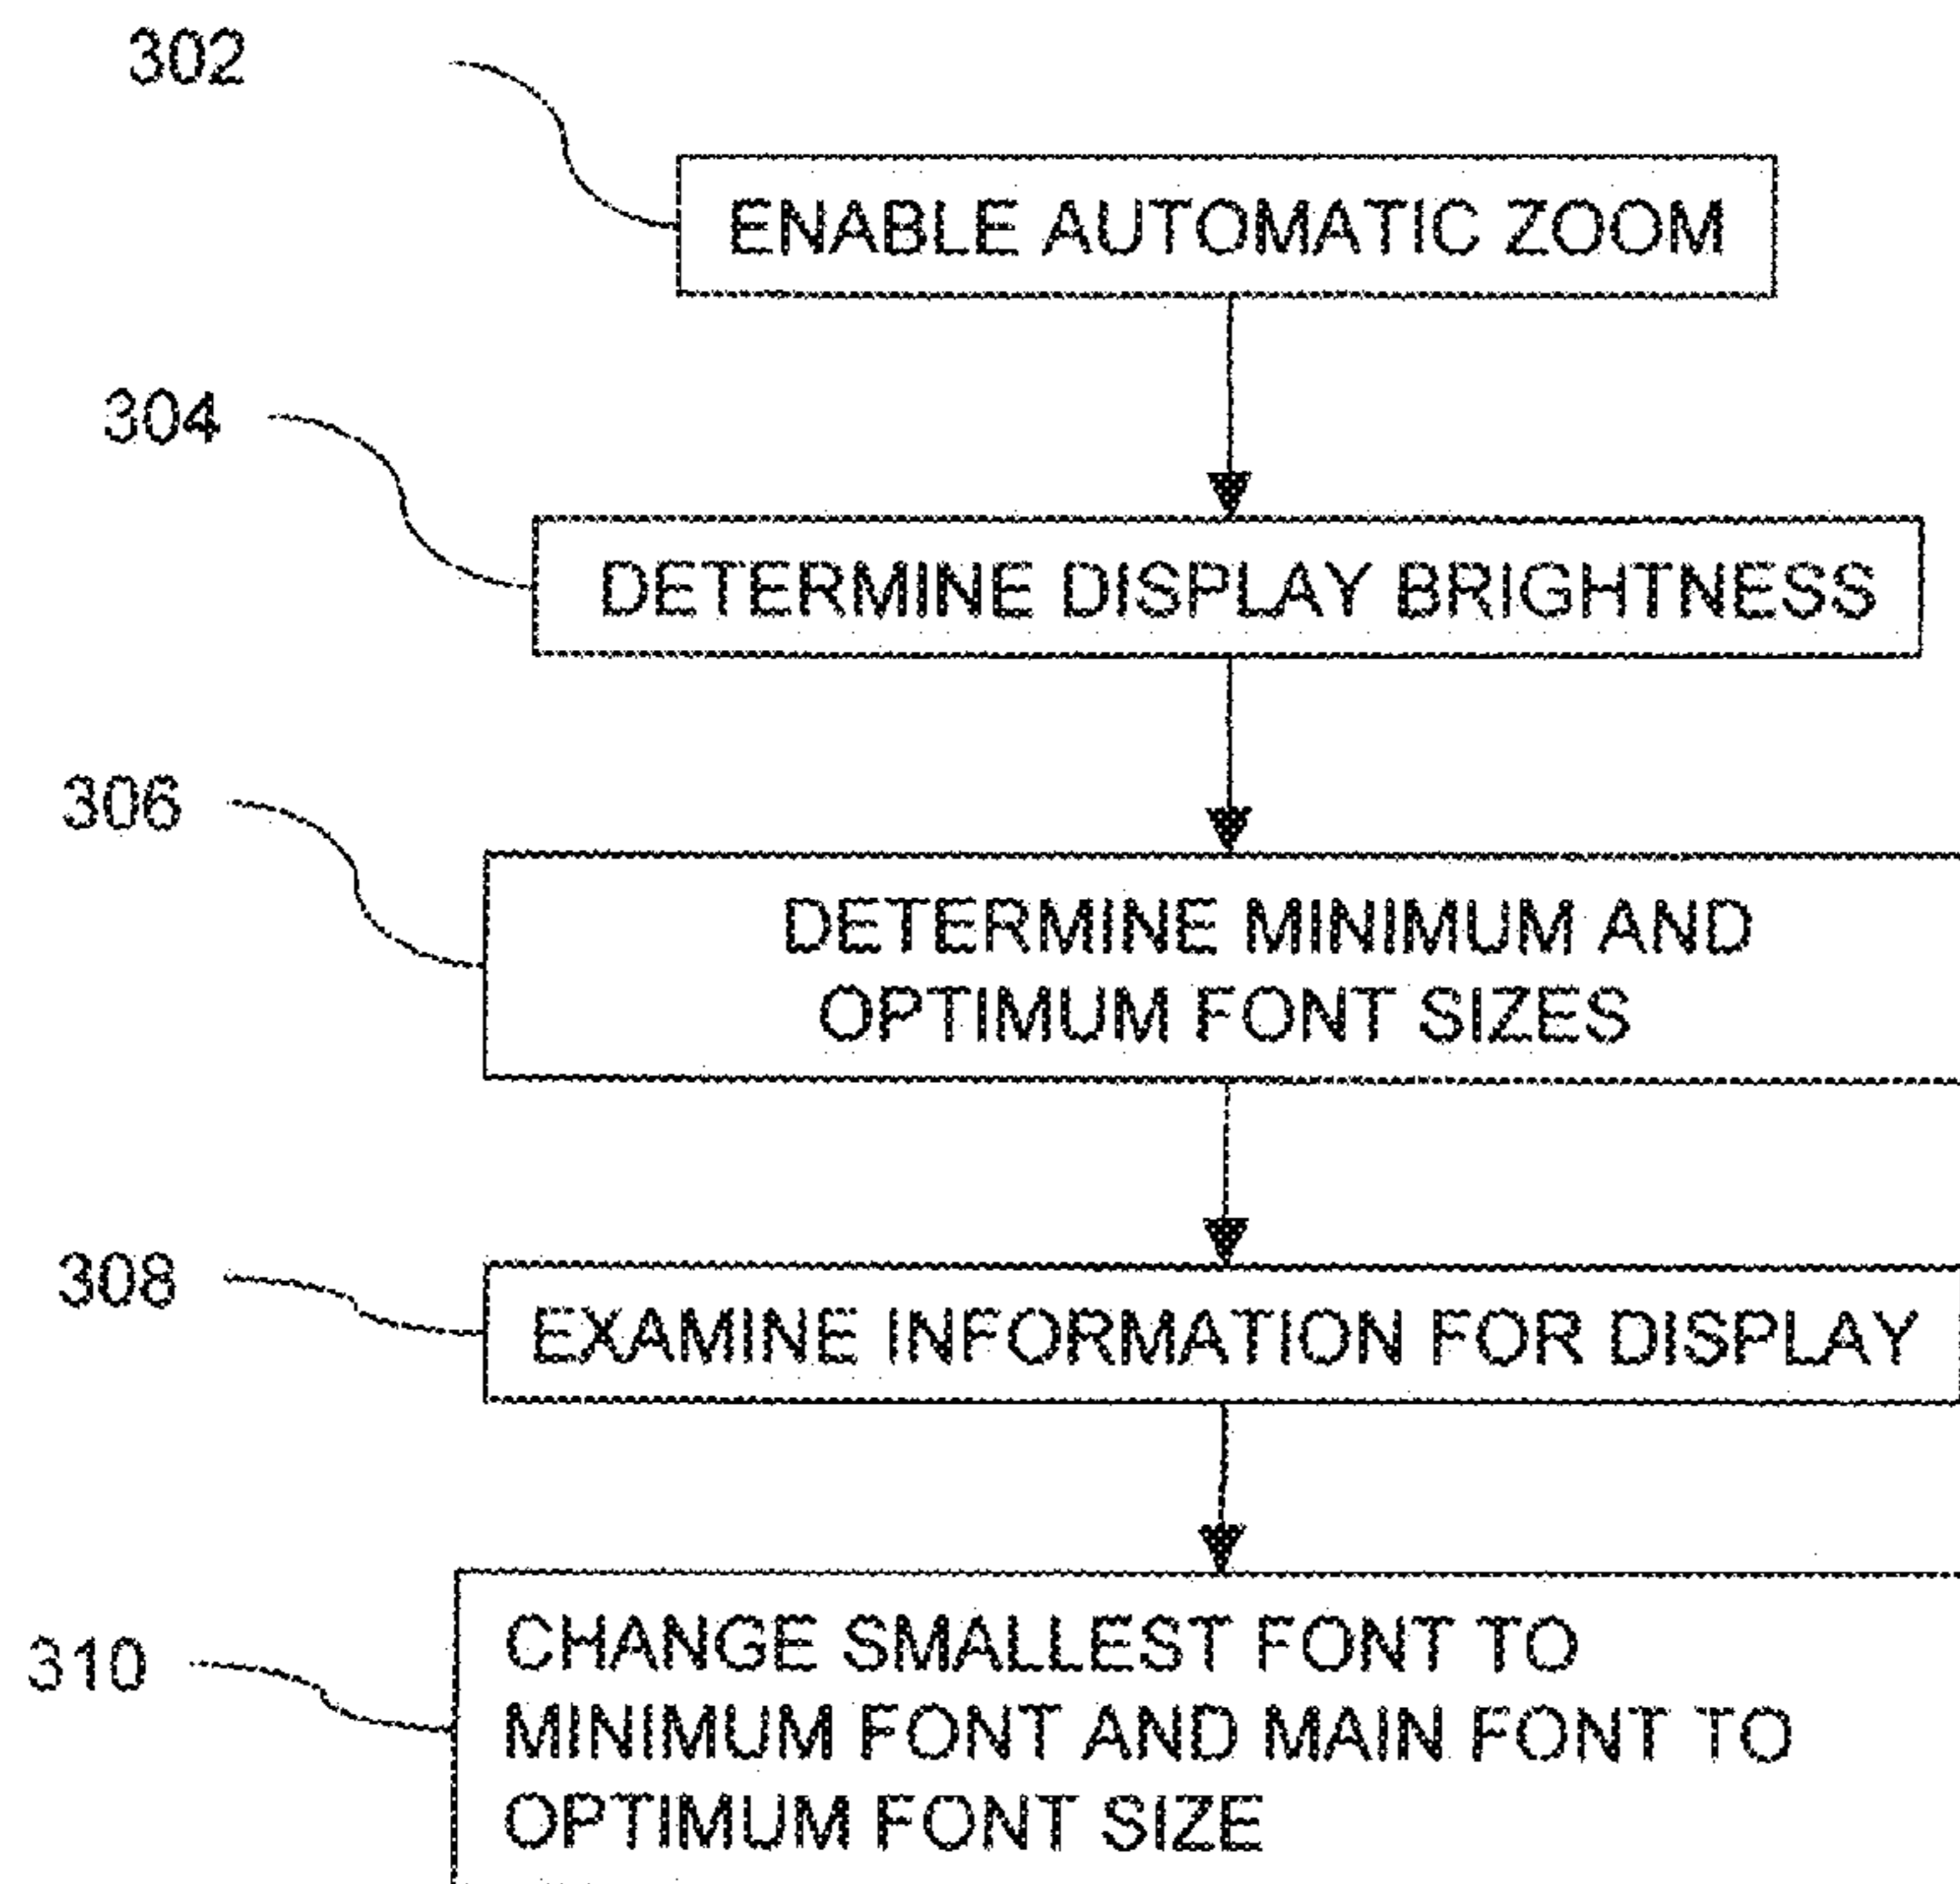 302
ENABLE AUTOMATIC ZOOM
304
DETERMINE DISPLAY BRIGHTNESS
306
DETERMINE MINIMUM AND
OPTIMUM FONT SIZES
308
EXAMINE INFORMATION FOR DISPLAY
310
CHANGE SMALLEST FONT TO
MINIMUM FONT AND MAIN FONT TO
OPTIMUM FONT SIZE